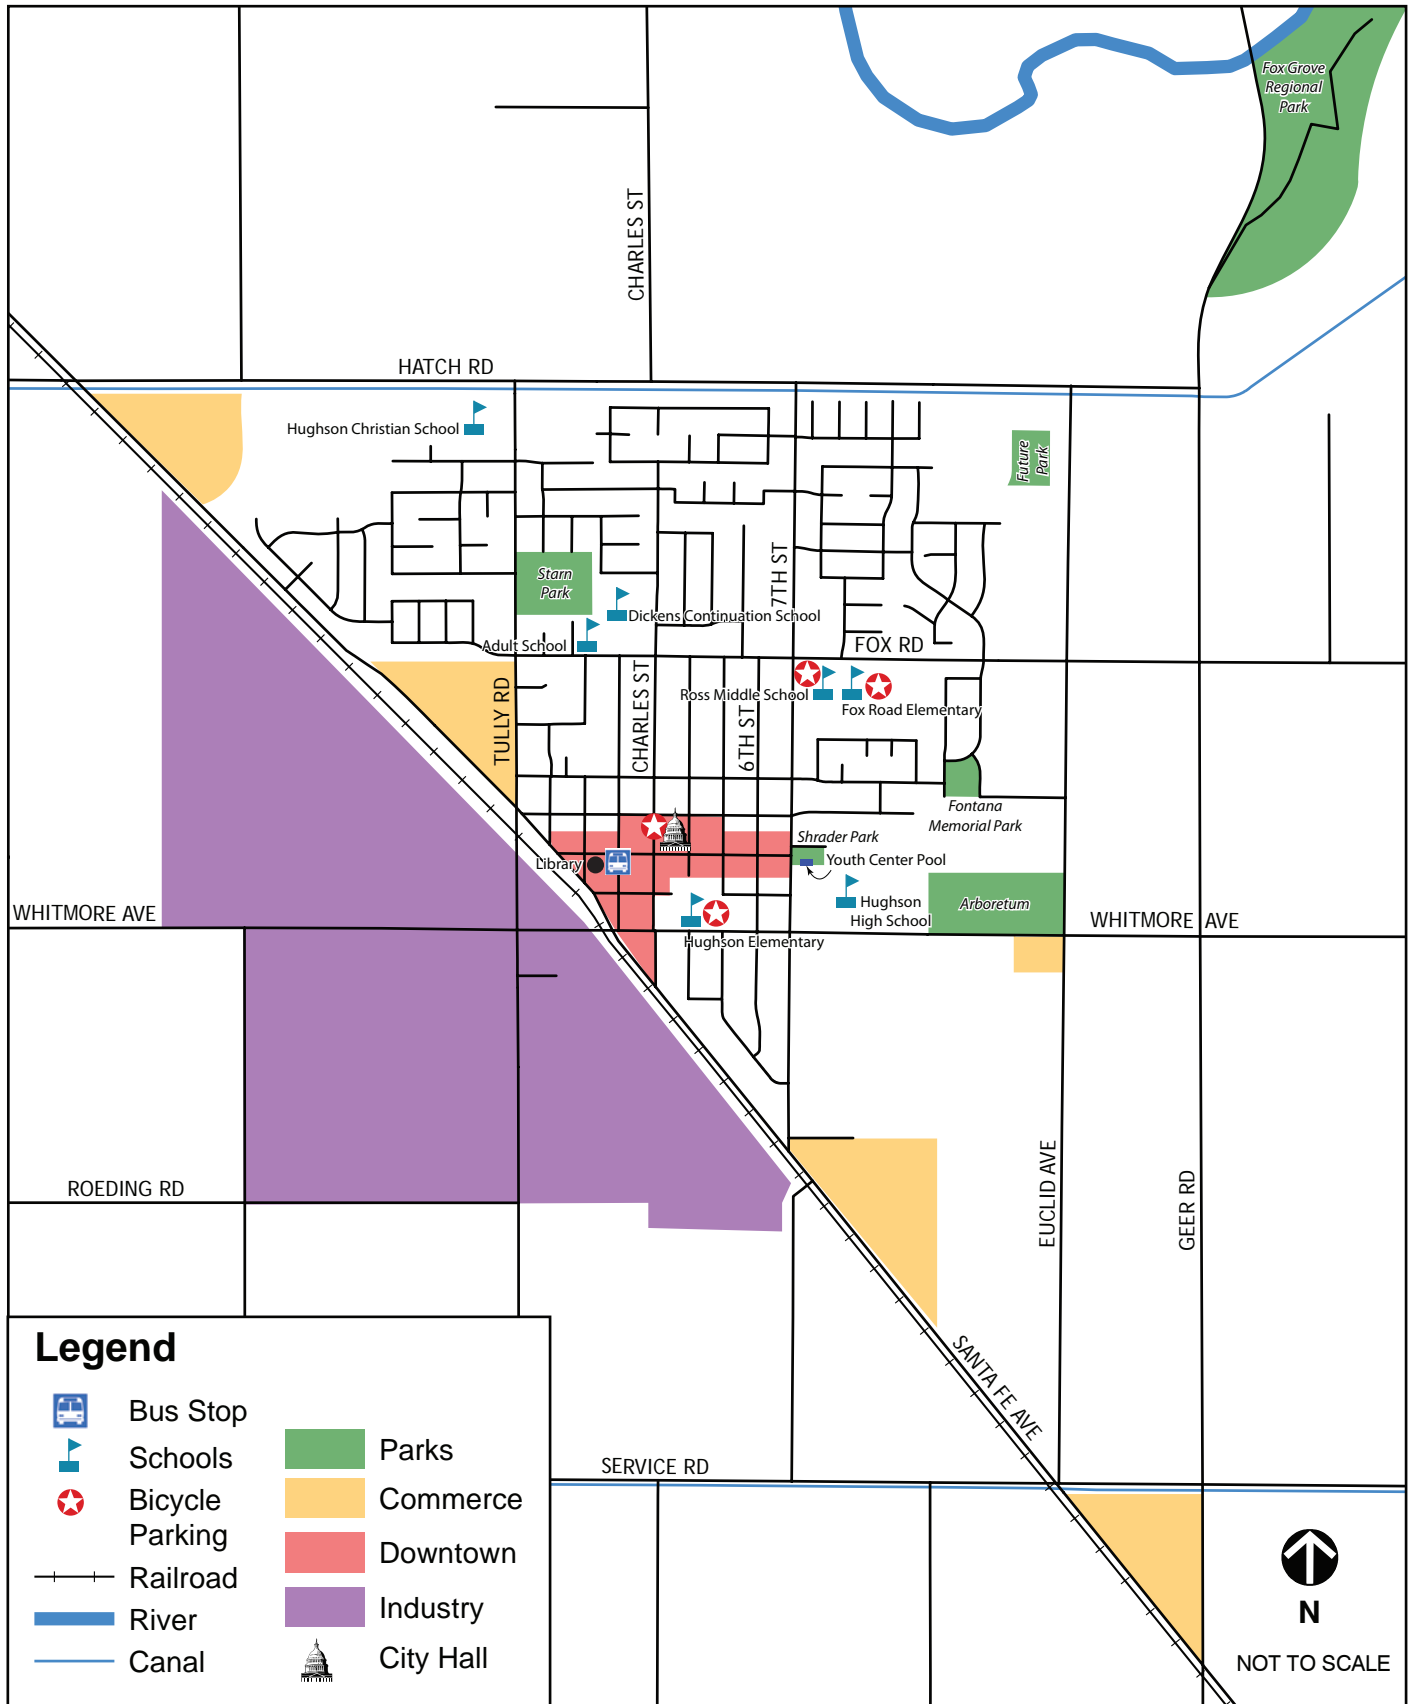 Fox Grove
Regional
Park
CHARLES ST
HATCH RD
Hughson Christian School
Future
Park
7TH ST
Starn
Park
Dickens Continuation School
Adult School
FOX RD
Ross Middle School
Fox Road Elementary
TULLY RD
CHARLES ST
6TH ST
Fontana
Memorial Park
Shrader Park
Youth Center Pool
Library
Hughson
High School
Arboretum
WHITMORE AVE
WHITMORE AVE
Hughson Elementary
ROEDING RD
EUCLID AVE
GEER RD
SANTA FE AVE
SERVICE RD
Legend
Bus Stop
Schools
Bicycle
Parking
Railroad
River
Canal
Parks
Commerce
Downtown
Industry
City Hall
N
NOT TO SCALE